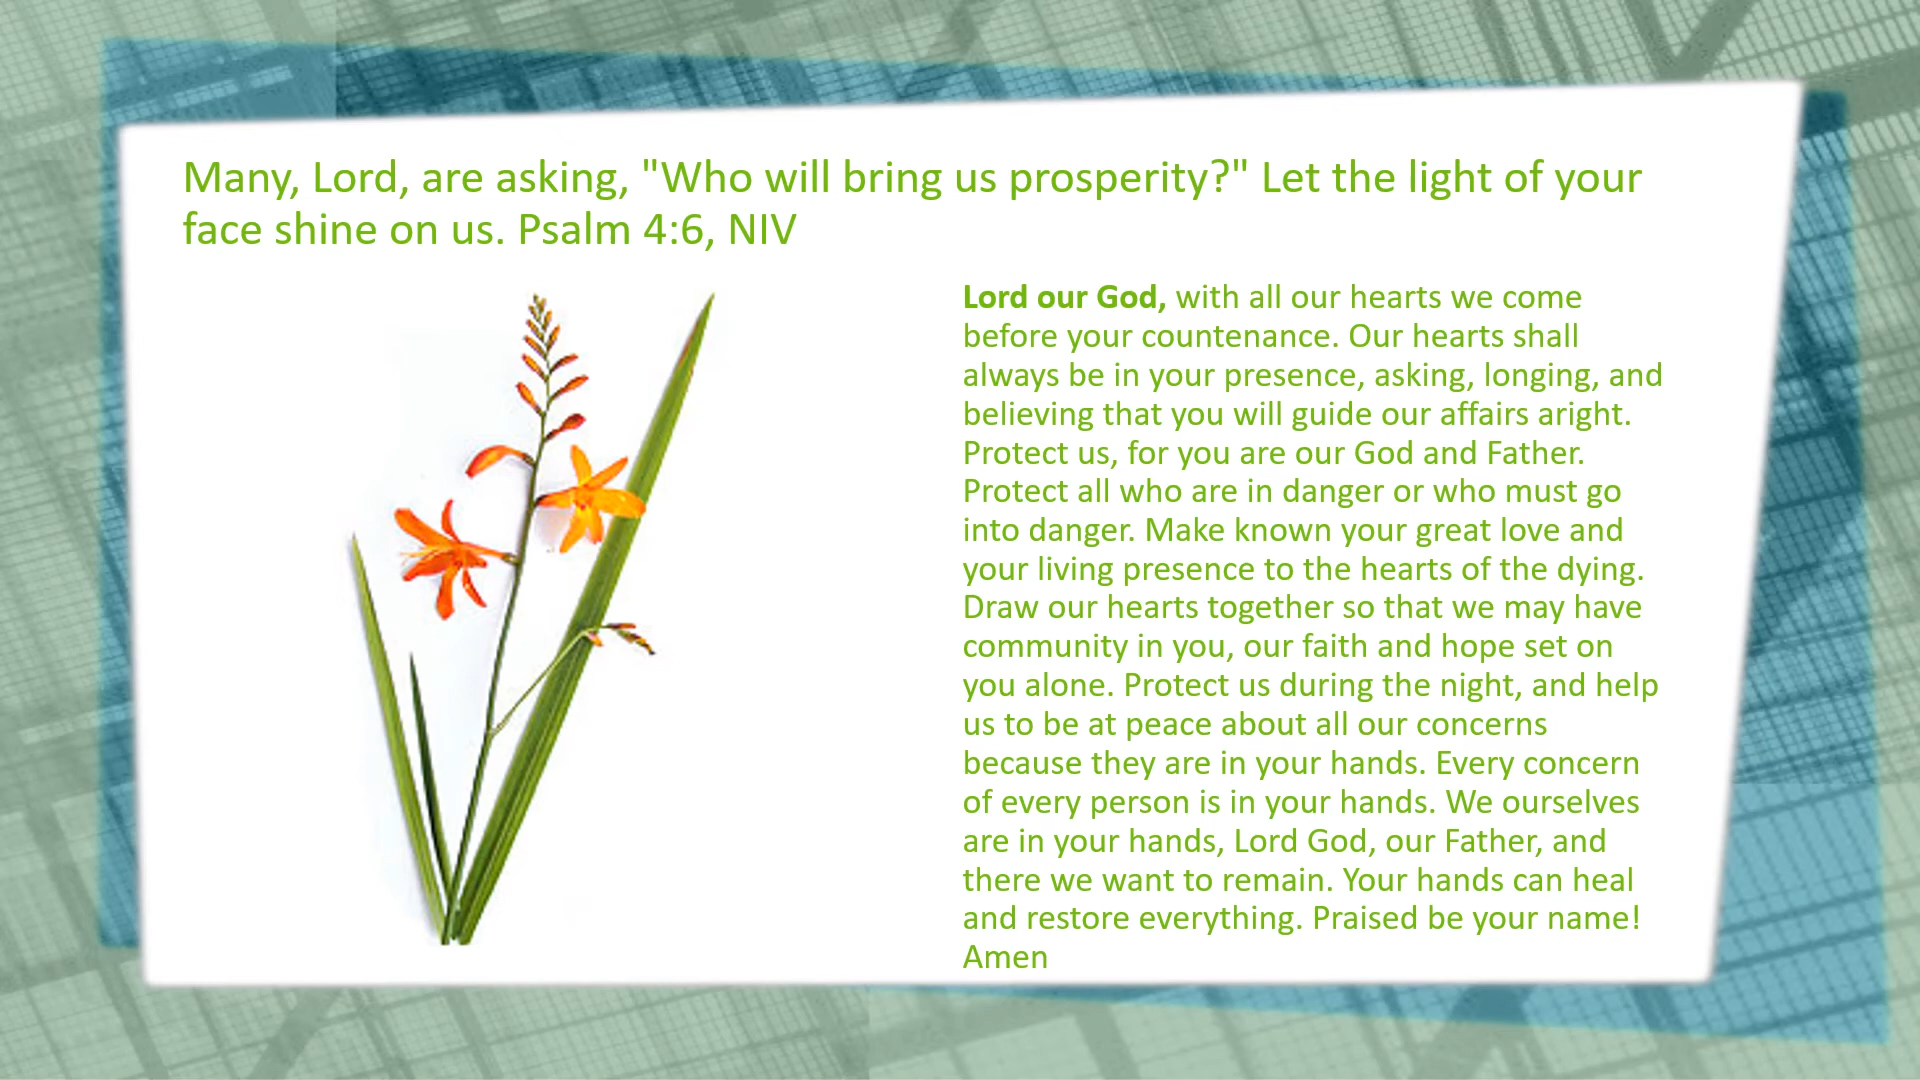 Many, Lord, are asking, "Who will bring us prosperity?" Let the light of your
face shine on us. Psalm 4:6, NIV
Lord our God, with all our hearts we come
before your countenance. Our hearts shall
always be in your presence, asking, longing, and
believing that you will guide our affairs aright.
Protect us, for you are our God and Father.
Protect all who are in danger or who must go
into danger. Make known your great love and
your living presence to the hearts of the dying.
Draw our hearts together so that we may have
community in you, our faith and hope set on
you alone. Protect us during the night, and help
us to be at peace about all our concerns
because they are in your hands. Every concern
of every person is in your hands. We ourselves
are in your hands, Lord God, our Father, and
there we want to remain. Your hands can heal
and restore everything. Praised be your name!
Amen